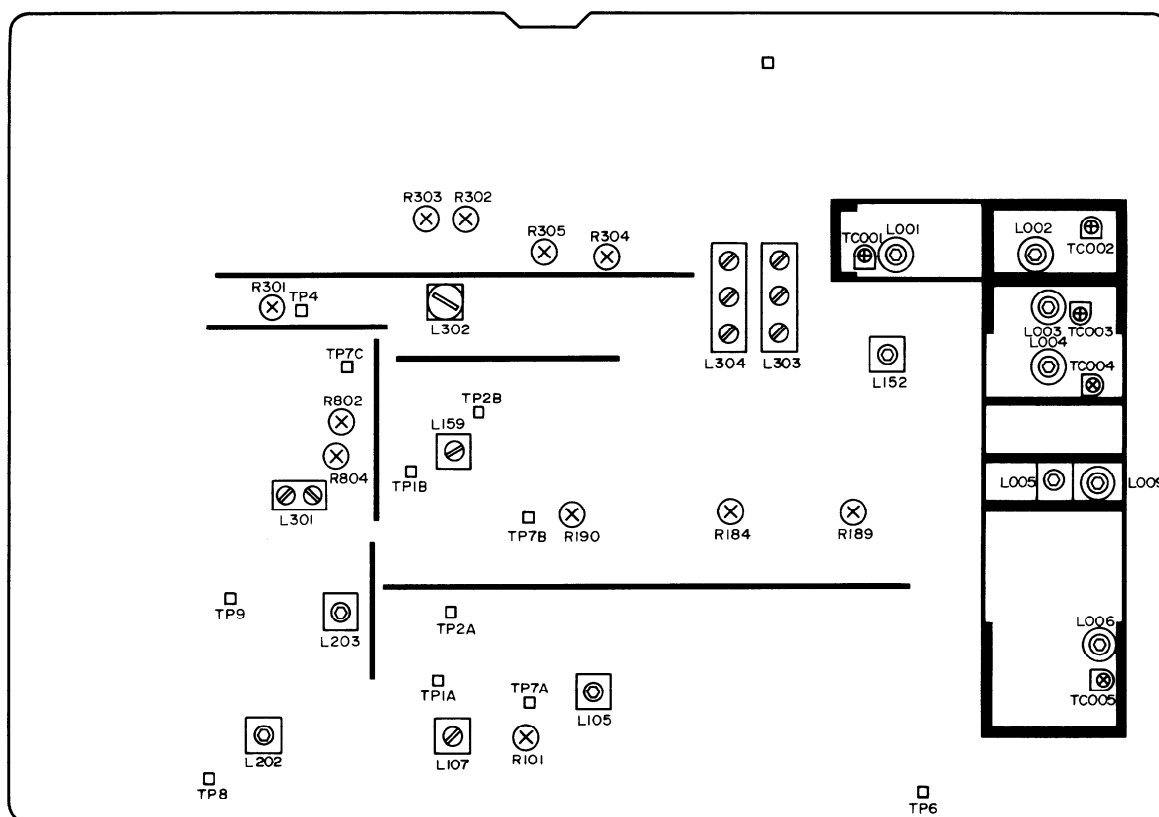 R303 R302
R305 R304
TC001 L001 L002 TC002
R301 TP4
L302
L003 TC003
L004
TP7C
L304 L303
L152
TC004
R802
TP2B
L159
R804
TP1B
L005 L009
L301
TP7B R190 R184 R189
TP9
L203
TP2A
L006
TP1A TP7A
L105
TC005
L202
L107 R101
TP8
TP6